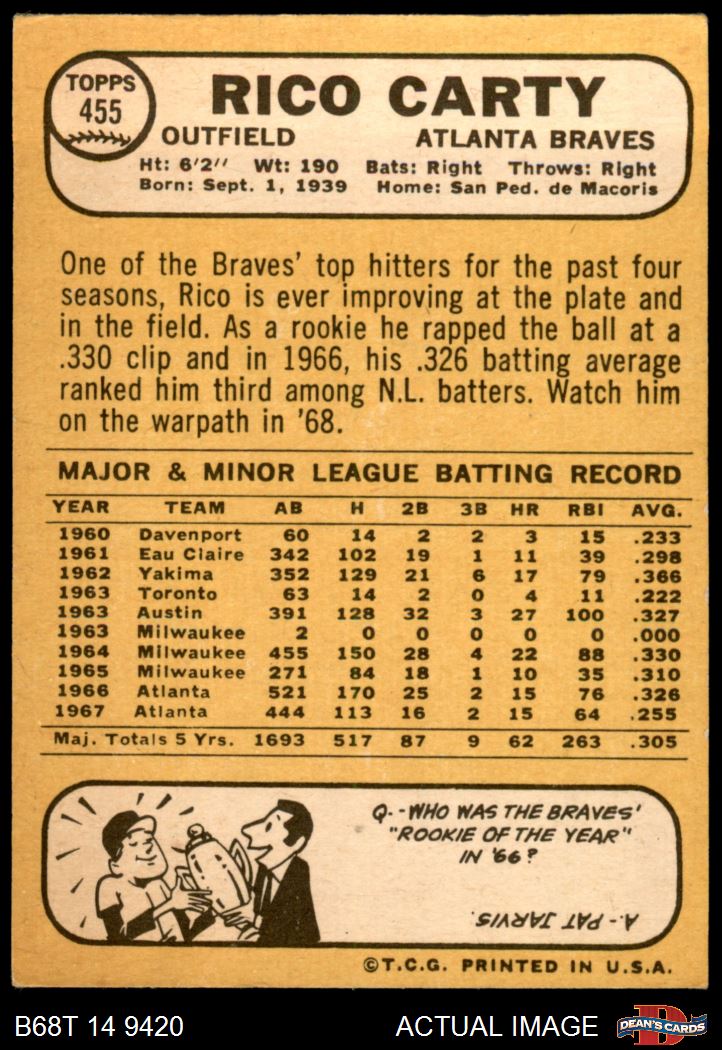 TOPPS
455
RICO CARTY
OUTFIELD ATLANTA BRAVES
Ht: 6'2" Wt: 190 Bats: Right Throws: Right
Born: Sept. 1, 1939 Home: San Ped. de Macoris
One of the Braves' top hitters for the past four
seasons, Rico is ever improving at the plate and
in the field. As a rookie he rapped the ball at a
.330 clip and in 1966, his .326 batting average
ranked him third among N.L. batters. Watch him
on the warpath in '68.
MAJOR & MINOR LEAGUE BATTING RECORD
YEAR TEAM AB H 2B 3B HR RBI AVG.
1960 Davenport 60 14 2 2 3 15 .233
1961 Eau Claire 342 102 19 1 11 39 .298
1962 Yakima 352 129 21 6 17 79 .366
1963 Toronto 63 14 2 0 4 11 .222
1963 Austin 391 128 32 3 27 100 .327
1963 Milwaukee 2 0 0 0 0 0 .000
1964 Milwaukee 455 150 28 4 22 88 .330
1965 Milwaukee 271 84 18 1 10 35 .310
1966 Atlanta 521 170 25 2 15 76 .326
1967 Atlanta 444 113 16 2 15 64 .255
Maj. Totals 5 Yrs. 1693 517 87 9 62 263 .305
Q.-WHO WAS THE BRAVES'
"ROOKIE OF THE YEAR"
IN '66?
A.-PAT JARVIS.
©T.C.G. PRINTED IN U.S.A.
B68T 14 9420 ACTUAL IMAGE
D
DEAN'S CARDS